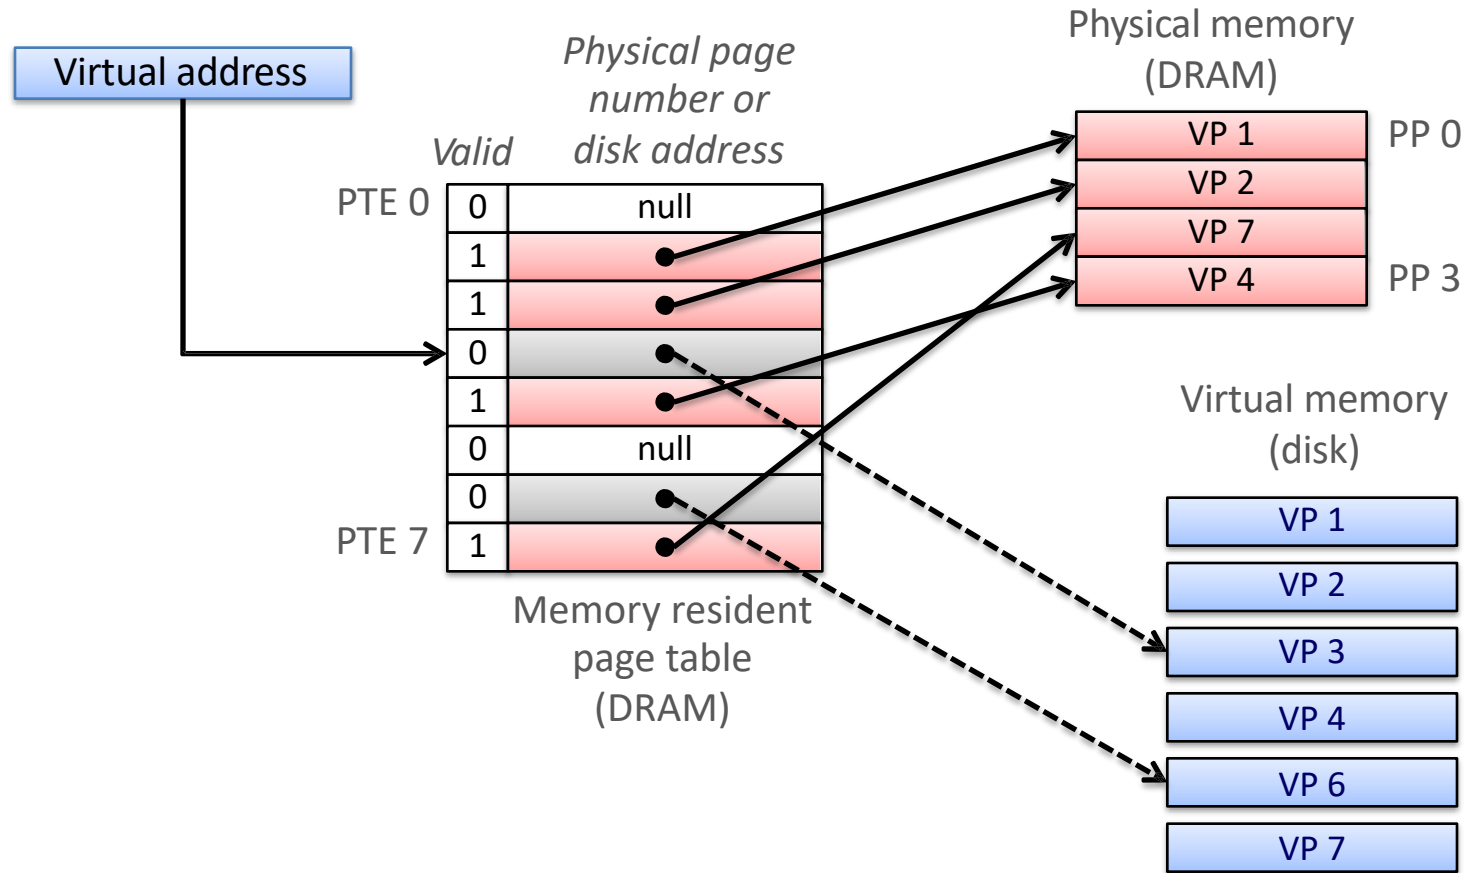 Virtual address
Physical page
number or
disk address
Valid
PTE 0
0 null
1
1
0
1
0 null
0
PTE 7 1
Memory resident
page table
(DRAM)
Physical memory
(DRAM)
VP 1 PP 0
VP 2
VP 7
VP 4 PP 3
Virtual memory
(disk)
VP 1
VP 2
VP 3
VP 4
VP 6
VP 7